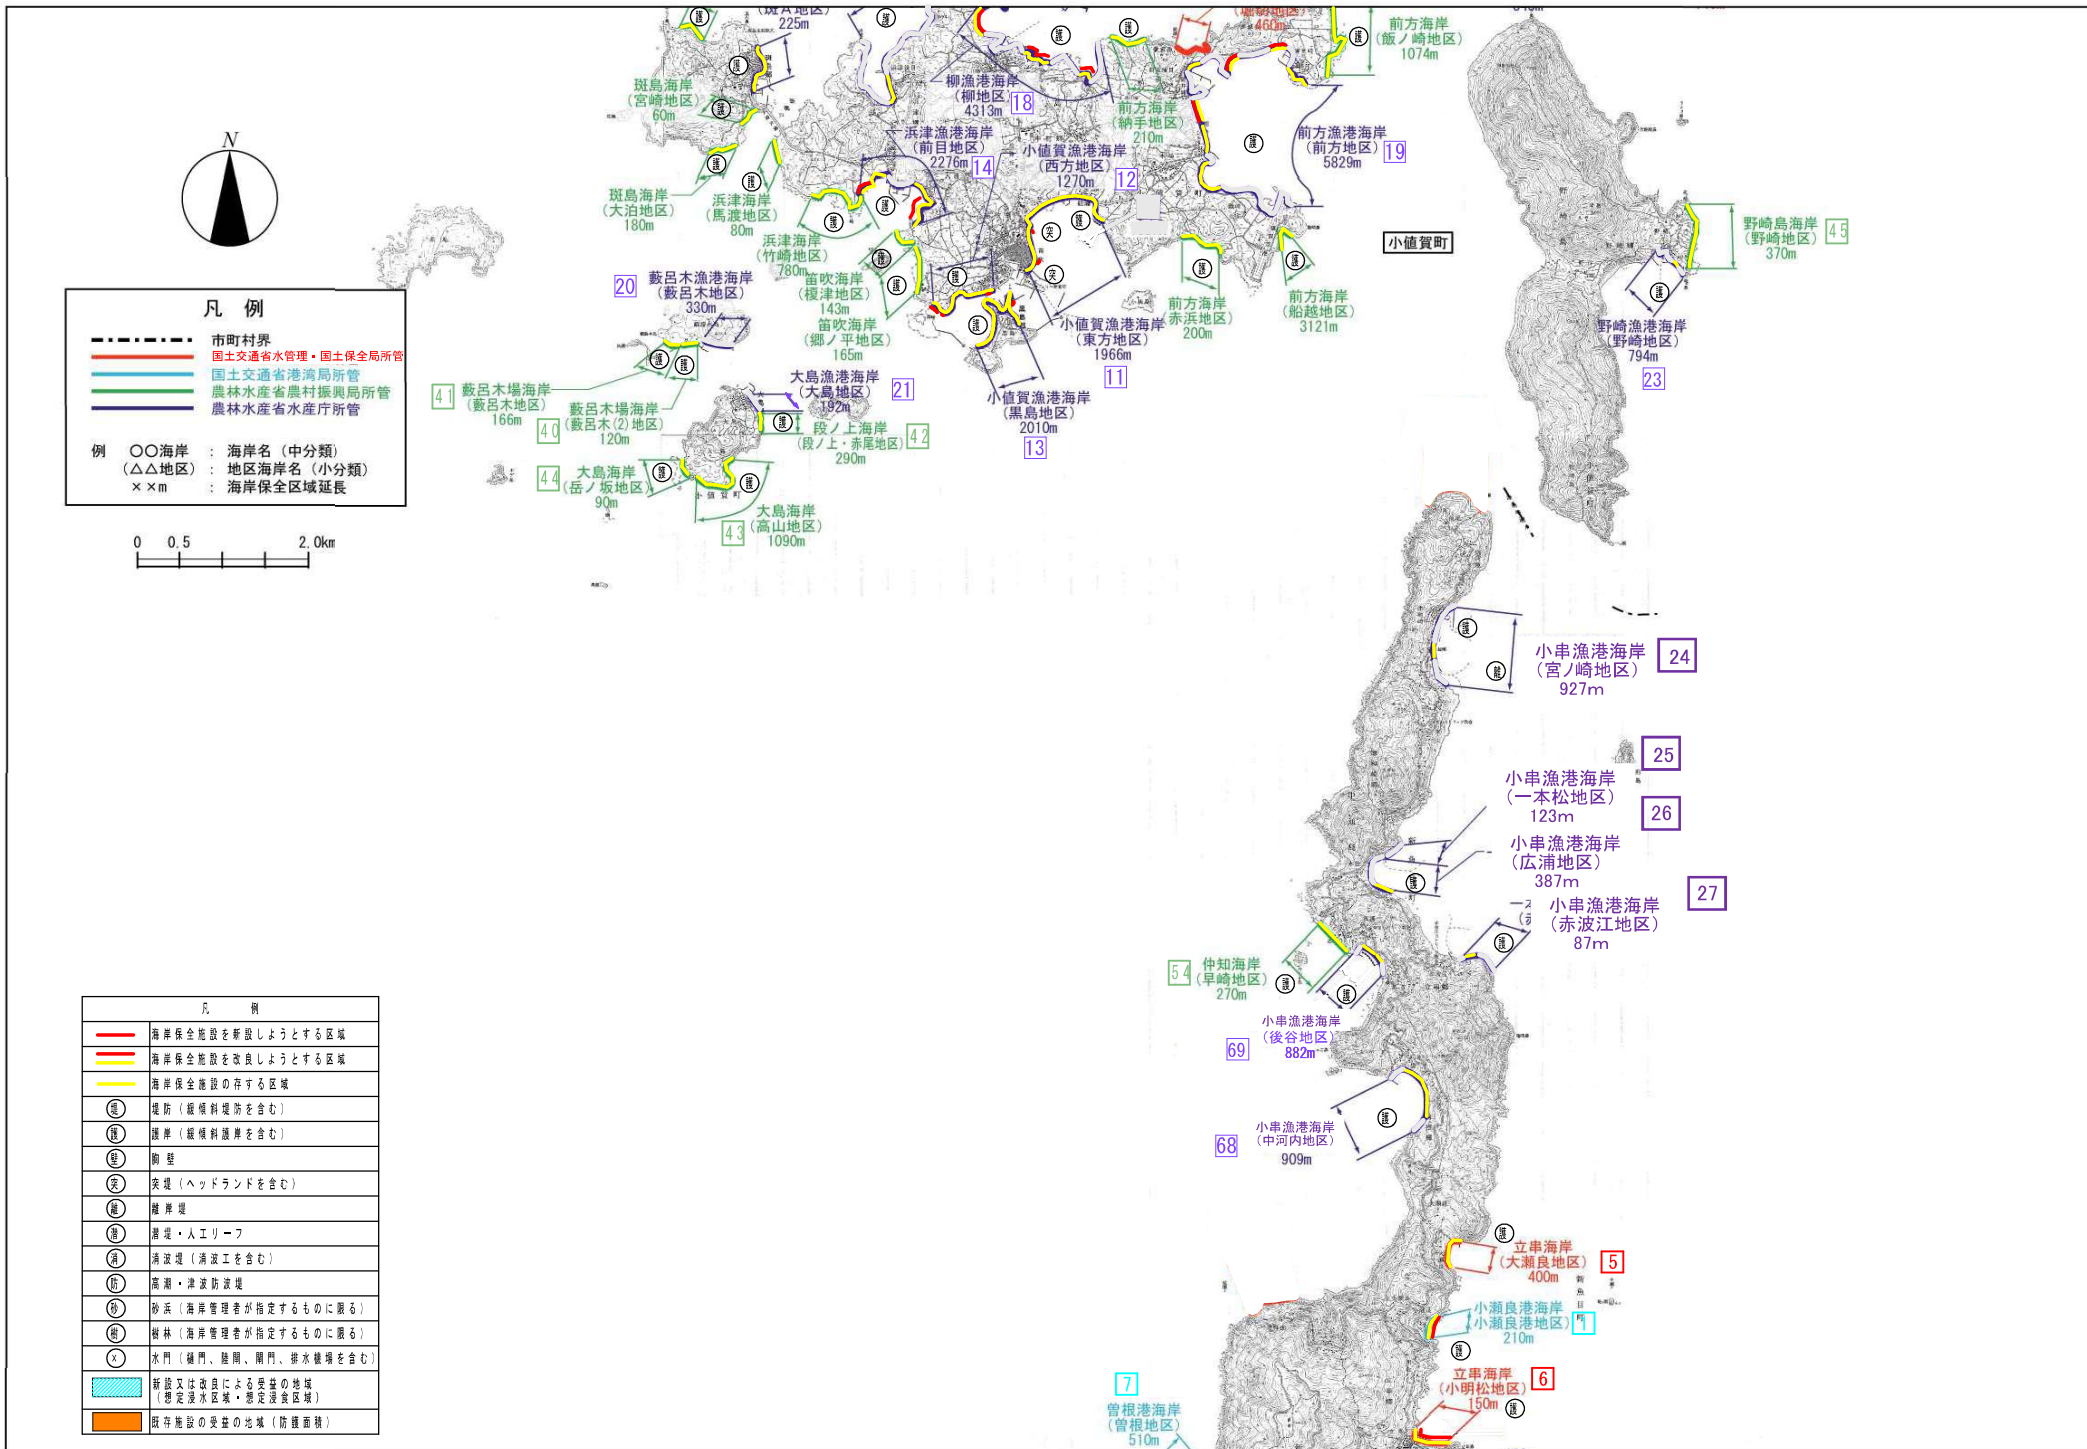 225m
斑島海岸
(宮崎地区)
60m
柳漁港海岸
(柳地区)
4313m
18
460m
前方海岸
(飯ノ崎地区)
1074m
前方海岸
(納手地区)
210m
浜津漁港海岸
(前目地区)
2276m
14
小値賀漁港海岸
(西方地区)
1270m
12
前方漁港海岸
(前方地区)
5829m
19
斑島海岸
(大泊地区)
180m
浜津海岸
(馬渡地区)
80m
浜津海岸
(竹崎地区)
780m
笛吹海岸
(榎津地区)
143m
笛吹海岸
(郷ノ平地区)
165m
小値賀町
野崎島海岸
(野崎地区)
370m
45
20
藪呂木漁港海岸
(藪呂木地区)
330m
前方海岸
(赤浜地区)
200m
前方海岸
(船越地区)
3121m
小値賀漁港海岸
(東方地区)
1966m
11
野崎漁港海岸
(野崎地区)
794m
23
41
藪呂木場海岸
(藪呂木地区)
166m
40
藪呂木場海岸
(藪呂木(2)地区)
120m
大島漁港海岸
(大島地区)
192m
21
段ノ上海岸
(段ノ上・赤尾地区)
290m
42
小値賀漁港海岸
(黒島地区)
2010m
13
44
大島海岸
(岳ノ坂地区)
90m
小値賀町
43
大島海岸
(高山地区)
1090m
N
凡 例
市町村界
国土交通省水管理・国土保全局所管
国土交通省港湾局所管
農林水産省農村振興局所管
農林水産省水産庁所管
例 〇〇海岸 : 海岸名(中分類)
(△△地区) : 地区海岸名(小分類)
××m : 海岸保全区域延長
0 0.5 2.0km
小串漁港海岸
(宮ノ崎地区)
927m
24
25
小串漁港海岸
(一本松地区)
123m
26
小串漁港海岸
(広浦地区)
387m
27
小串漁港海岸
(赤波江地区)
87m
54
仲知海岸
(早崎地区)
270m
69
小串漁港海岸
(後谷地区)
882m
68
小串漁港海岸
(中河内地区)
909m
立串海岸
(大瀬良地区)
400m
5
新魚目町
小瀬良港海岸
(小瀬良港地区)
210m
1
立串海岸
(小明松地区)
150m
6
7
曽根港海岸
(曽根地区)
510m
凡 例
海岸保全施設を新設しようとする区域
海岸保全施設を改良しようとする区域
海岸保全施設の存する区域
堤 堤防(緩傾斜堤防を含む)
護 護岸(緩傾斜護岸を含む)
壁 胸壁
突 突堤(ヘッドランドを含む)
離 離岸堤
潜 潜堤・人工リーフ
消 消波堤(消波工を含む)
防 高潮・津波防波堤
砂 砂浜(海岸管理者が指定するものに限る)
樹 樹林(海岸管理者が指定するものに限る)
× 水門(樋門、陸閘、閘門、排水機場を含む)
新設又は改良による受益の地域
(想定浸水区域・想定浸食区域)
既存施設の受益の地域(防護面積)